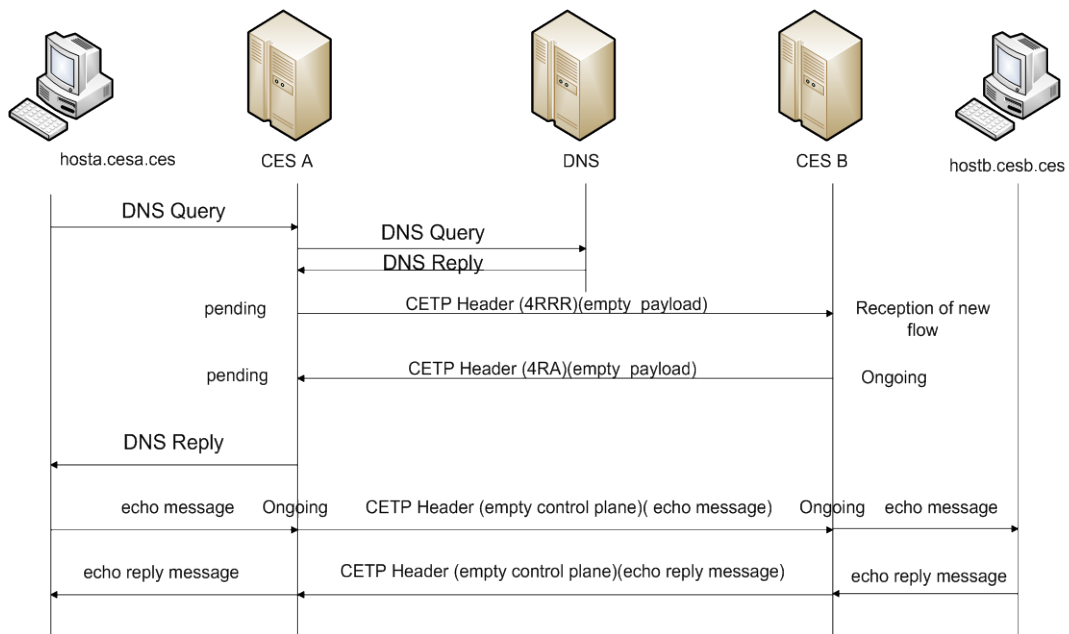 hosta.cesa.ces
CES A
DNS
CES B
hostb.cesb.ces
DNS Query
DNS Query
DNS Reply
pending
CETP Header (4RRR)(empty payload)
Reception of new
flow
pending
CETP Header (4RA)(empty payload)
Ongoing
DNS Reply
echo message
Ongoing
CETP Header (empty control plane)( echo message)
Ongoing
echo message
echo reply message
CETP Header (empty control plane)(echo reply message)
echo reply message